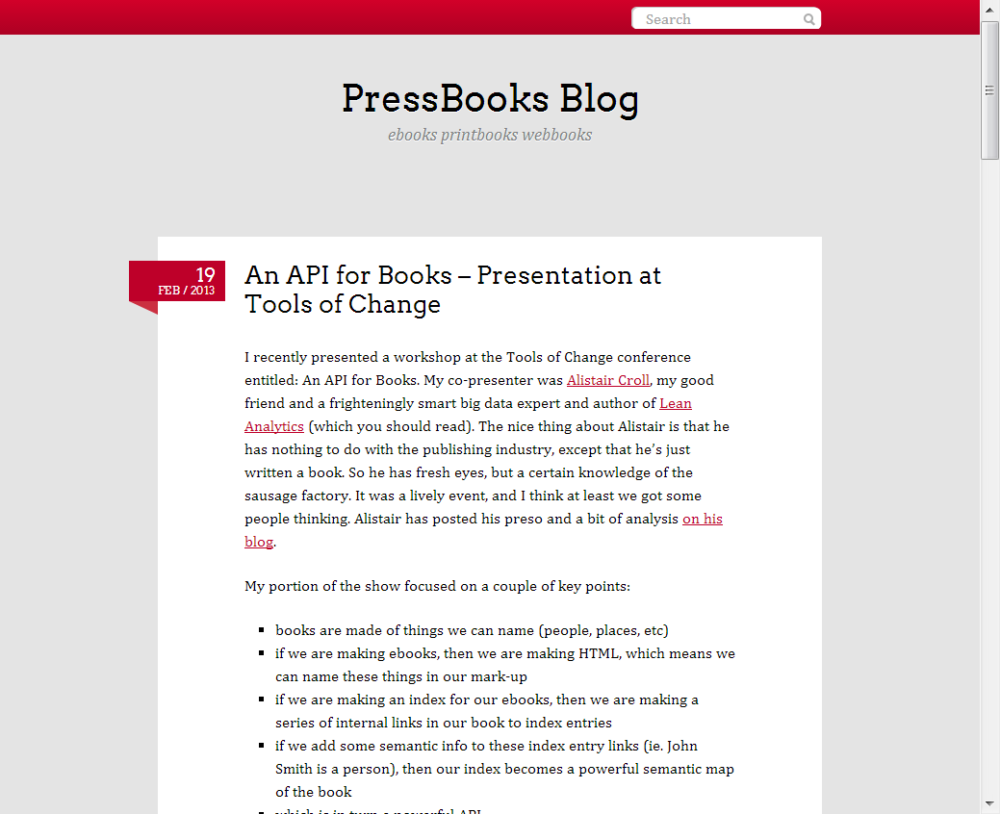 Search
PressBooks Blog
ebooks printbooks webbooks
19
FEB / 2013
An API for Books – Presentation at
Tools of Change
I recently presented a workshop at the Tools of Change conference
entitled: An API for Books. My co-presenter was Alistair Croll, my good
friend and a frighteningly smart big data expert and author of Lean
Analytics (which you should read). The nice thing about Alistair is that he
has nothing to do with the publishing industry, except that he’s just
written a book. So he has fresh eyes, but a certain knowledge of the
sausage factory. It was a lively event, and I think at least we got some
people thinking. Alistair has posted his preso and a bit of analysis on his
blog.
My portion of the show focused on a couple of key points:
books are made of things we can name (people, places, etc)
if we are making ebooks, then we are making HTML, which means we
can name these things in our mark-up
if we are making an index for our ebooks, then we are making a
series of internal links in our book to index entries
if we add some semantic info to these index entry links (ie. John
Smith is a person), then our index becomes a powerful semantic map
of the book
which is in turn a powerful API